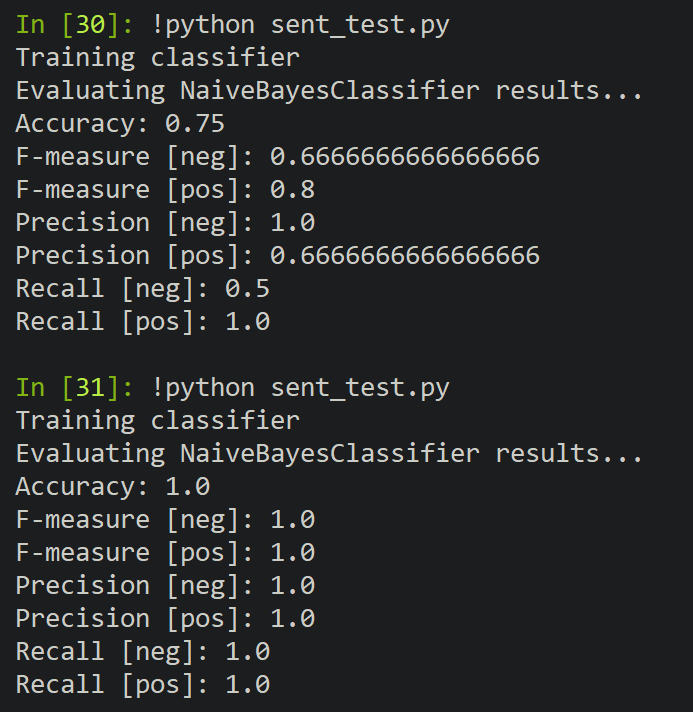 In [30]: !python sent_test.py
Training classifier
Evaluating NaiveBayesClassifier results...
Accuracy: 0.75
F-measure [neg]: 0.6666666666666666
F-measure [pos]: 0.8
Precision [neg]: 1.0
Precision [pos]: 0.6666666666666666
Recall [neg]: 0.5
Recall [pos]: 1.0
In [31]: !python sent_test.py
Training classifier
Evaluating NaiveBayesClassifier results...
Accuracy: 1.0
F-measure [neg]: 1.0
F-measure [pos]: 1.0
Precision [neg]: 1.0
Precision [pos]: 1.0
Recall [neg]: 1.0
Recall [pos]: 1.0